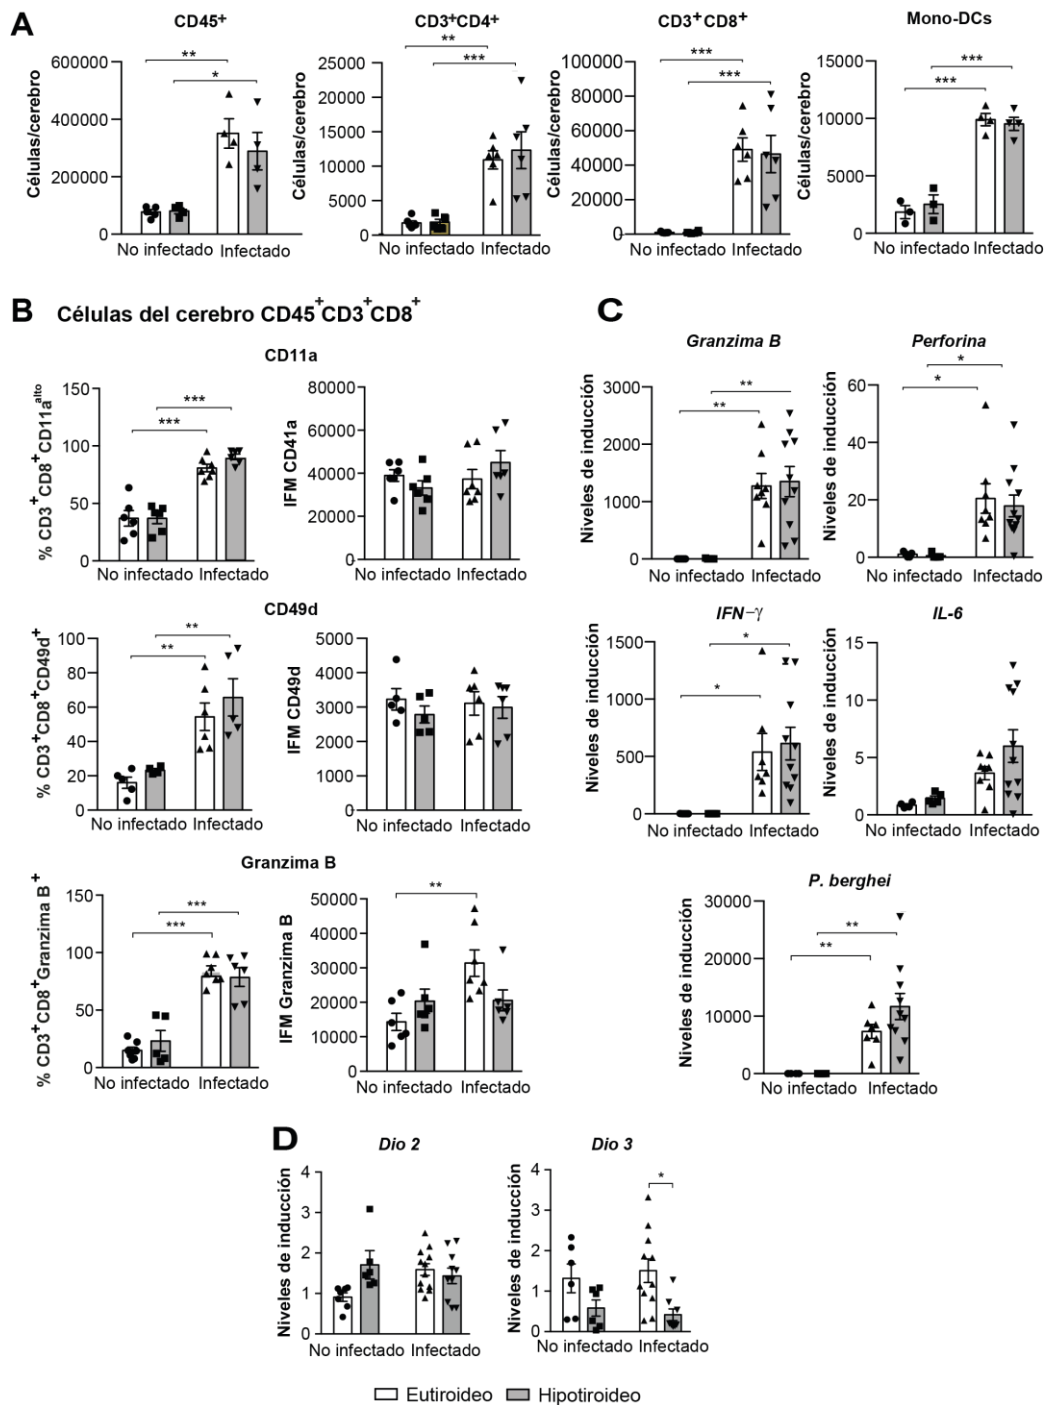 A
CD45+
CD3+CD4+
CD3+CD8+
Mono-DCs
Células/cerebro
600000
400000
200000
0
**
*
No infectado Infectado
Células/cerebro
25000
20000
15000
10000
5000
0
**
***
No infectado Infectado
Células/cerebro
100000
80000
60000
40000
20000
0
***
***
No infectado Infectado
Células/cerebro
15000
10000
5000
0
***
***
No infectado Infectado
B Células del cerebro CD45+CD3+CD8+
CD11a
% CD3+CD8+CD11a alto
150
100
50
0
***
***
No infectado Infectado
IFM CD41a
80000
60000
40000
20000
0
No infectado Infectado
CD49d
% CD3+CD8+CD49d+
100
80
60
40
20
0
**
**
No infectado Infectado
IFM CD49d
5000
4000
3000
2000
1000
0
No infectado Infectado
Granzima B
% CD3+CD8+Granzima B+
150
100
50
0
***
***
No infectado Infectado
IFM Granzima B
50000
40000
30000
20000
10000
0
**
No infectado Infectado
C
Granzima B
Niveles de inducción
3000
2000
1000
0
**
**
No infectado Infectado
Perforina
Niveles de inducción
60
40
20
0
*
*
No infectado Infectado
IFN-γ
Niveles de inducción
1500
1000
500
0
*
*
No infectado Infectado
IL-6
Niveles de inducción
15
10
5
0
No infectado Infectado
P. berghei
Niveles de inducción
30000
20000
10000
0
**
**
No infectado Infectado
D
Dio 2
Niveles de inducción
4
3
2
1
0
No infectado Infectado
Dio 3
Niveles de inducción
4
3
2
1
0
*
No infectado Infectado
Eutiroideo Hipotiroideo